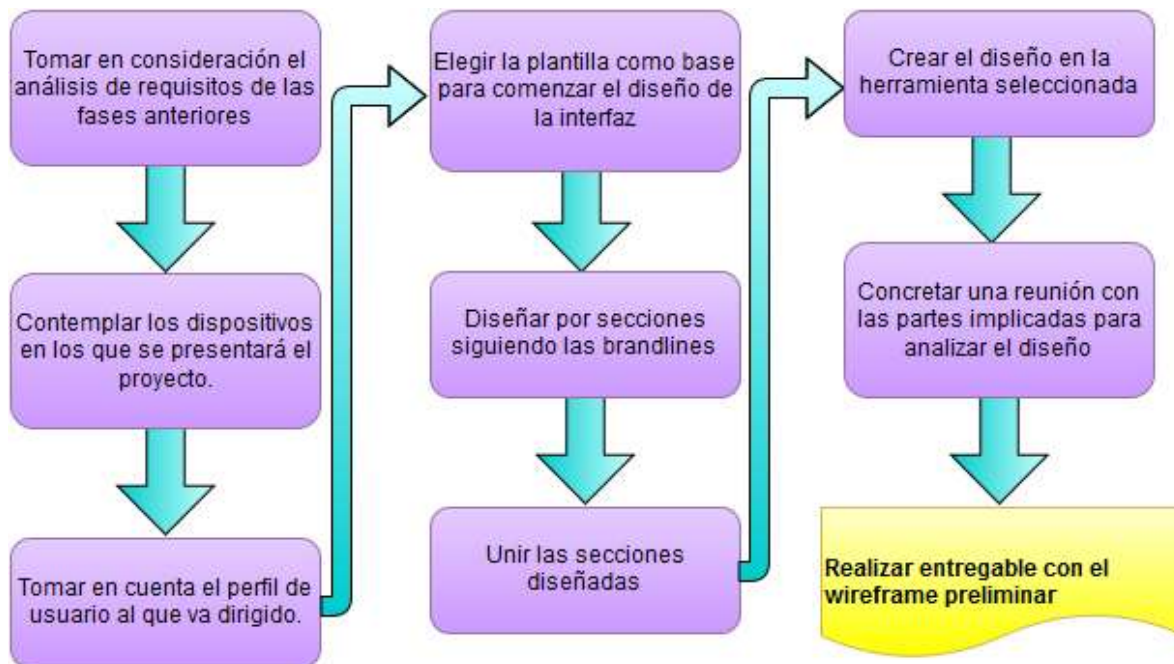 Tomar en consideración el
análisis de requisitos de las
fases anteriores
Contemplar los dispositivos
en los que se presentará el
proyecto.
Tomar en cuenta el perfil de
usuario al que va dirigido.
Elegir la plantilla como base
para comenzar el diseño de
la interfaz
Diseñar por secciones
siguiendo las brandlines
Unir las secciones
diseñadas
Crear el diseño en la
herramienta seleccionada
Concretar una reunión con
las partes implicadas para
analizar el diseño
Realizar entregable con el
wireframe preliminar